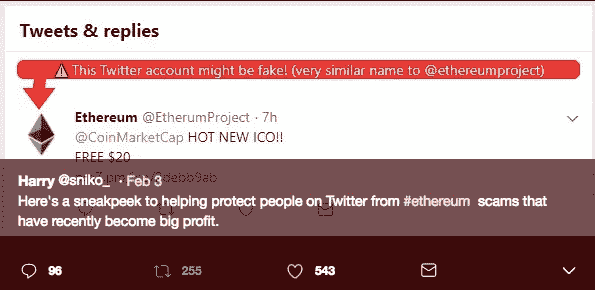 Tweets & replies
⚠ This Twitter account might be fake! (very similar name to @ethereumproject)
Ethereum @EtherumProject · 7h
@CoinMarketCap HOT NEW ICO!!
FREE $20
Harry @sniko_ · Feb 3
Here's a sneakpeek to helping protect people on Twitter from #ethereum scams that
have recently become big profit.
96 255 543